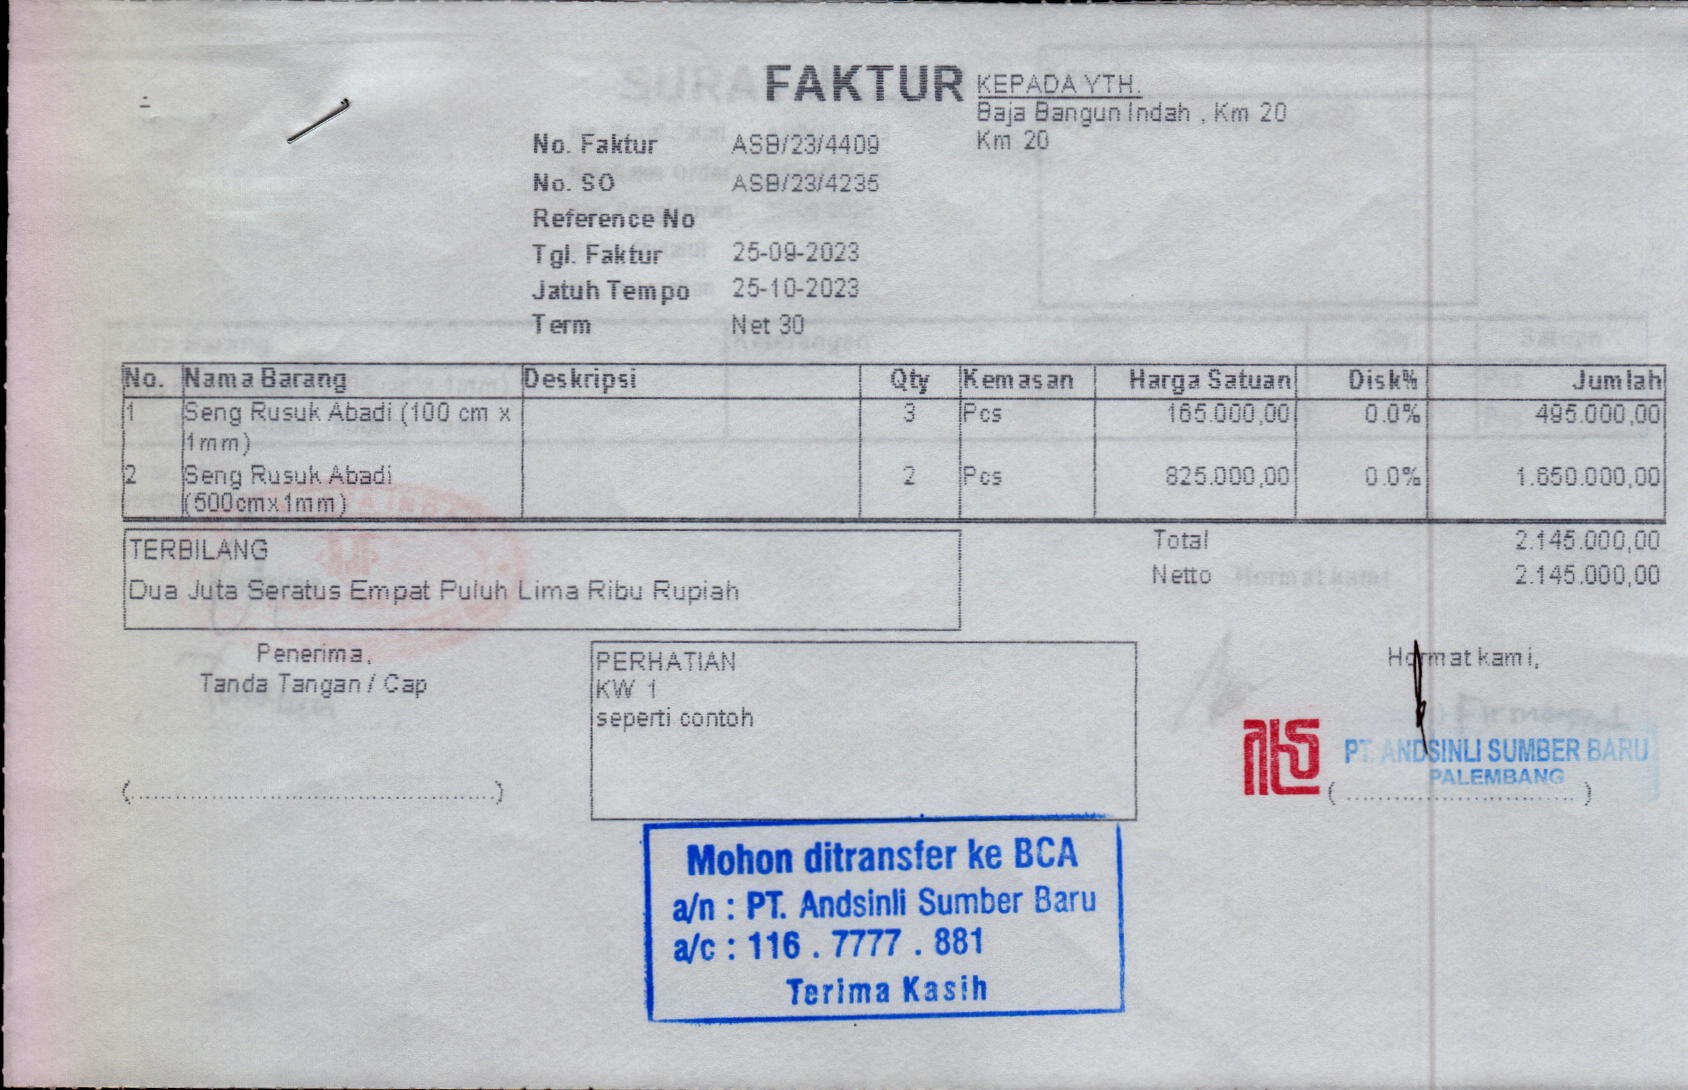 FAKTUR
KEPADA YTH.
Baja Bangun Indah , Km 20
Km 20
No. Faktur ASB/23/4409
No. SO ASB/23/4235
Reference No
Tgl. Faktur 25-09-2023
Jatuh Tempo 25-10-2023
Term Net 30
No. Nama Barang Deskripsi Qty Kemasan Harga Satuan Disk% Jumlah
1 Seng Rusuk Abadi (100 cm x 3 Pcs 165.000,00 0.0% 495.000,00
1mm)
2 Seng Rusuk Abadi 2 Pcs 825.000,00 0.0% 1.650.000,00
(500cmx1mm)
TERBILANG
Dua Juta Seratus Empat Puluh Lima Ribu Rupiah
Total 2.145.000,00
Netto 2.145.000,00
Penerima,
Tanda Tangan / Cap
(................................................)
PERHATIAN
KW 1
seperti contoh
Hormat kami,
PT. ANDSINLI SUMBER BARU
PALEMBANG
(..............................)
Mohon ditransfer ke BCA
a/n : PT. Andsinli Sumber Baru
a/c : 116 . 7777 . 881
Terima Kasih